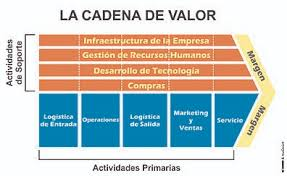 LA CADENA DE VALOR
Actividades
de Soporte
Infraestructura de la Empresa
Gestión de Recursos Humanos
Desarrollo de Tecnología
Compras
Margen
Logística
de Entrada
Operaciones
Logística
de Salida
Marketing
y
Ventas
Servicio
Margen
Actividades Primarias